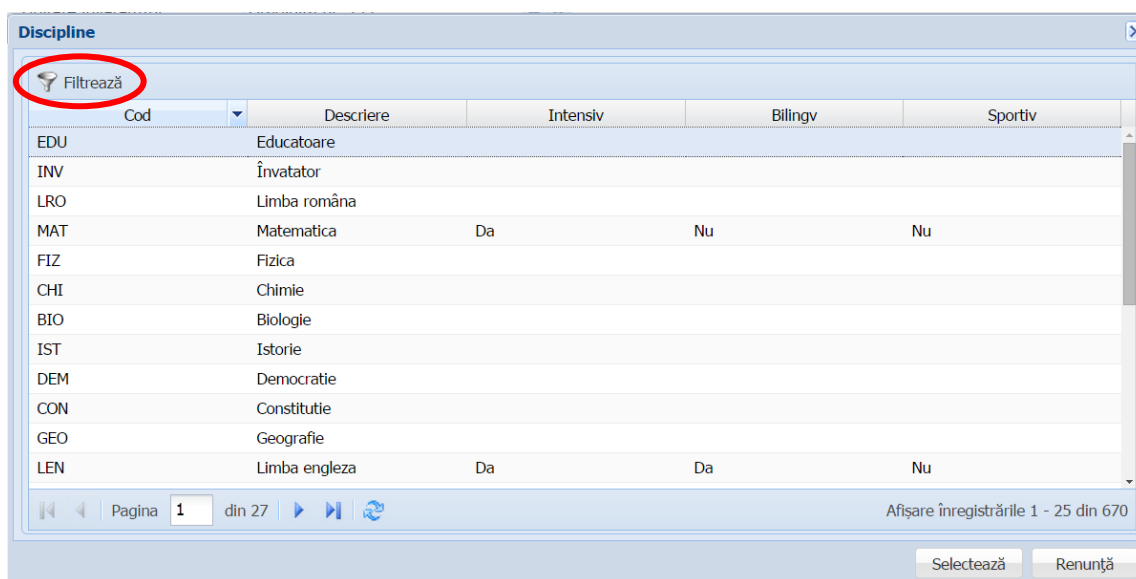 Discipline
Filtrează
Cod Descriere Intensiv Bilingv Sportiv
EDU Educatoare
INV Învatator
LRO Limba româna
MAT Matematica Da Nu Nu
FIZ Fizica
CHI Chimie
BIO Biologie
IST Istorie
DEM Democratie
CON Constitutie
GEO Geografie
LEN Limba engleza Da Da Nu
Pagina 1 din 27 Afişare înregistrările 1 - 25 din 670
Selectează Renunţă